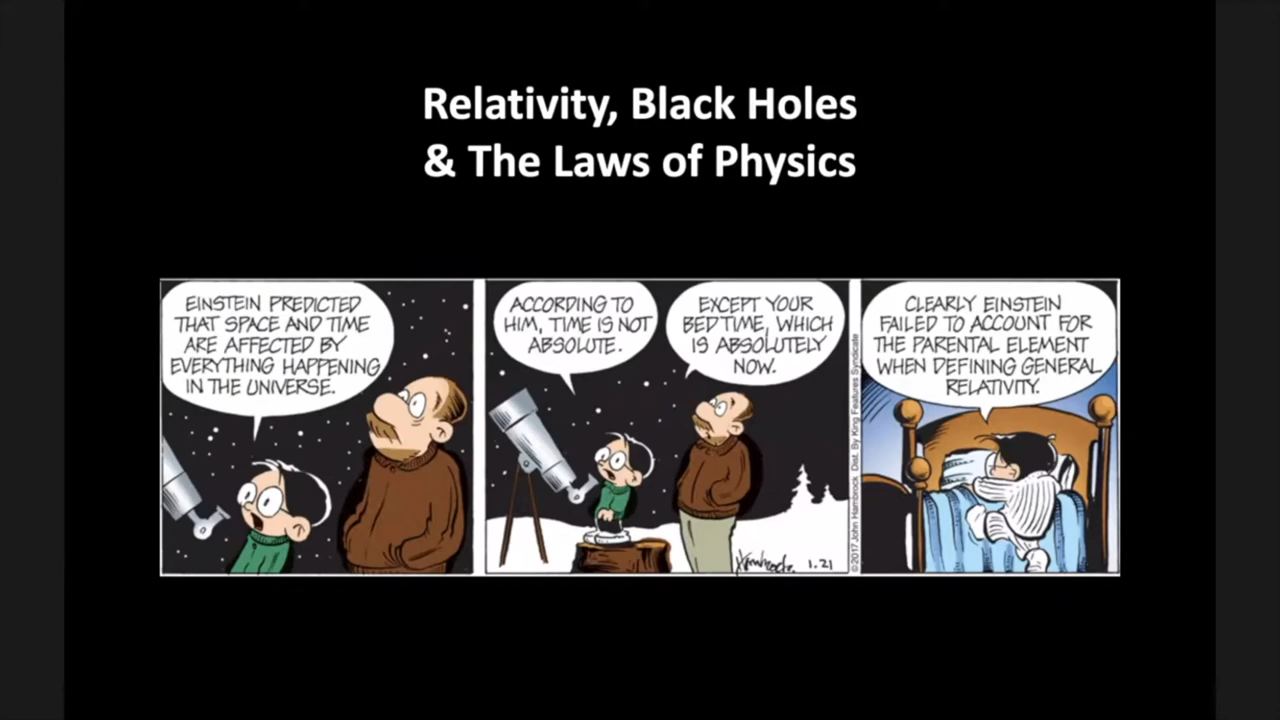 Relativity, Black Holes
& The Laws of Physics
EINSTEIN PREDICTED
THAT SPACE AND TIME
ARE AFFECTED BY
EVERYTHING HAPPENING
IN THE UNIVERSE.
ACCORDING TO
HIM, TIME IS NOT
ABSOLUTE.
EXCEPT YOUR
BEDTIME, WHICH
IS ABSOLUTELY
NOW.
1.21
©2017 John Hambrock Dist. By King Features Syndicate
CLEARLY EINSTEIN
FAILED TO ACCOUNT FOR
THE PARENTAL ELEMENT
WHEN DEFINING GENERAL
RELATIVITY.